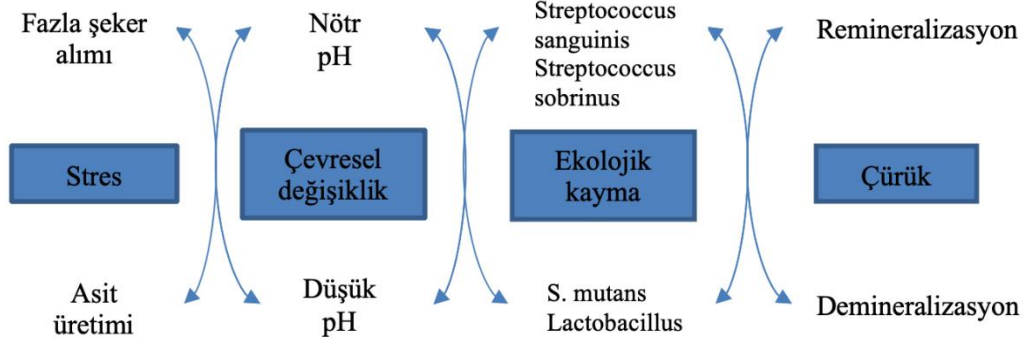 Fazla şeker
alımı
Nötr
pH
Streptococcus
sanguinis
Streptococcus
sobrinus
Remineralizasyon
Stres
Çevresel
değişiklik
Ekolojik
kayma
Çürük
Asit
üretimi
Düşük
pH
S. mutans
Lactobacillus
Demineralizasyon